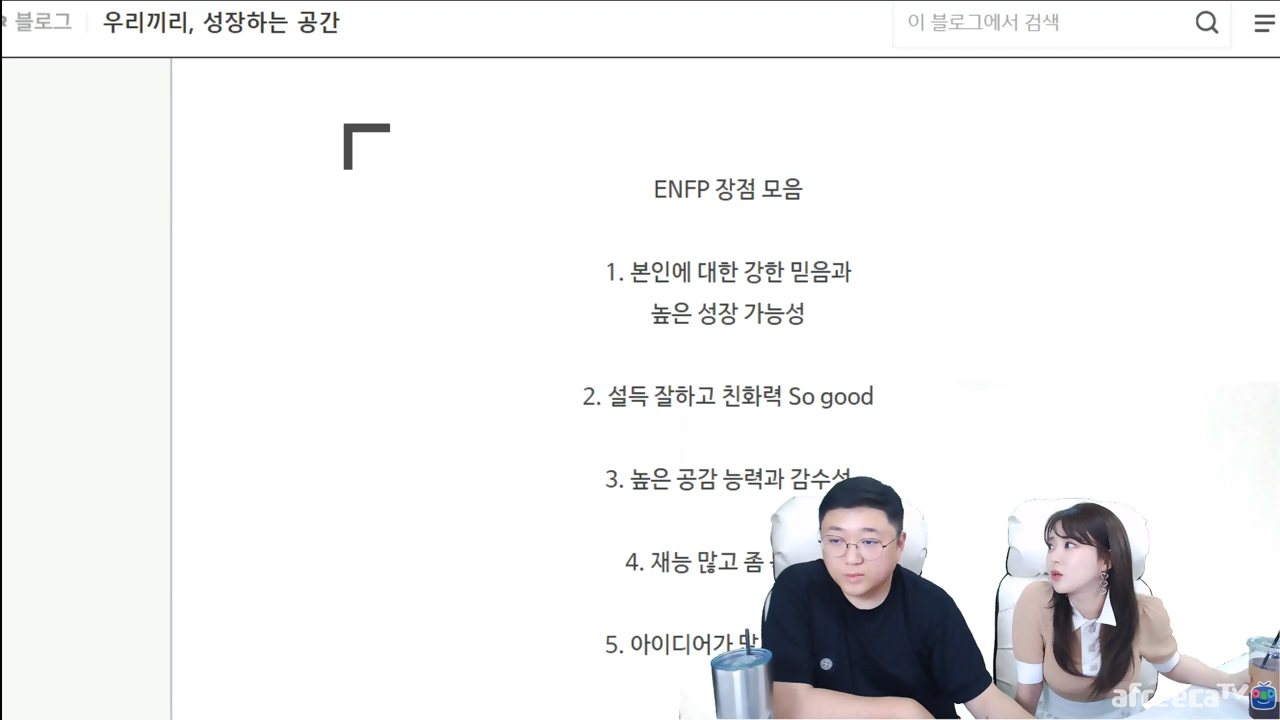 블로그
우리끼리, 성장하는 공간
이 블로그에서 검색
ENFP 장점 모음
1. 본인에 대한 강한 믿음과
높은 성장 가능성
2. 설득 잘하고 친화력 So good
3. 높은 공감 능력과 감수성
4. 재능 많고 좀
5. 아이디어가
afreecaTV